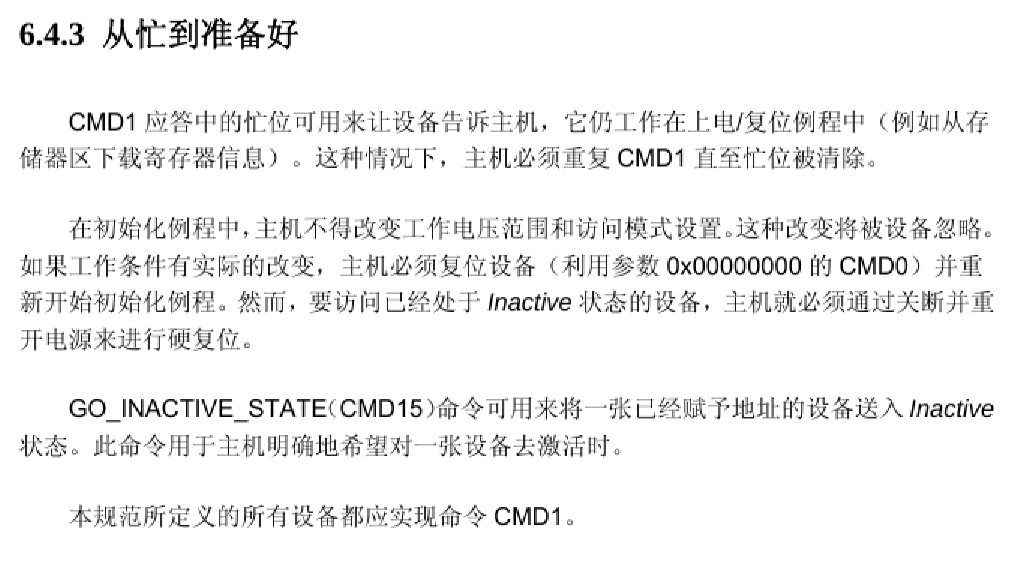 6.4.3 从忙到准备好
CMD1 应答中的忙位可用来让设备告诉主机，它仍工作在上电/复位例程中（例如从存
储器区下载寄存器信息）。这种情况下，主机必须重复 CMD1 直至忙位被清除。
在初始化例程中，主机不得改变工作电压范围和访问模式设置。这种改变将被设备忽略。
如果工作条件有实际的改变，主机必须复位设备（利用参数 0x00000000 的 CMD0）并重
新开始初始化例程。然而，要访问已经处于 Inactive 状态的设备，主机就必须通过关断并重
开电源来进行硬复位。
GO_INACTIVE_STATE（CMD15）命令可用来将一张已经赋予地址的设备送入 Inactive
状态。此命令用于主机明确地希望对一张设备去激活时。
本规范所定义的所有设备都应实现命令 CMD1。